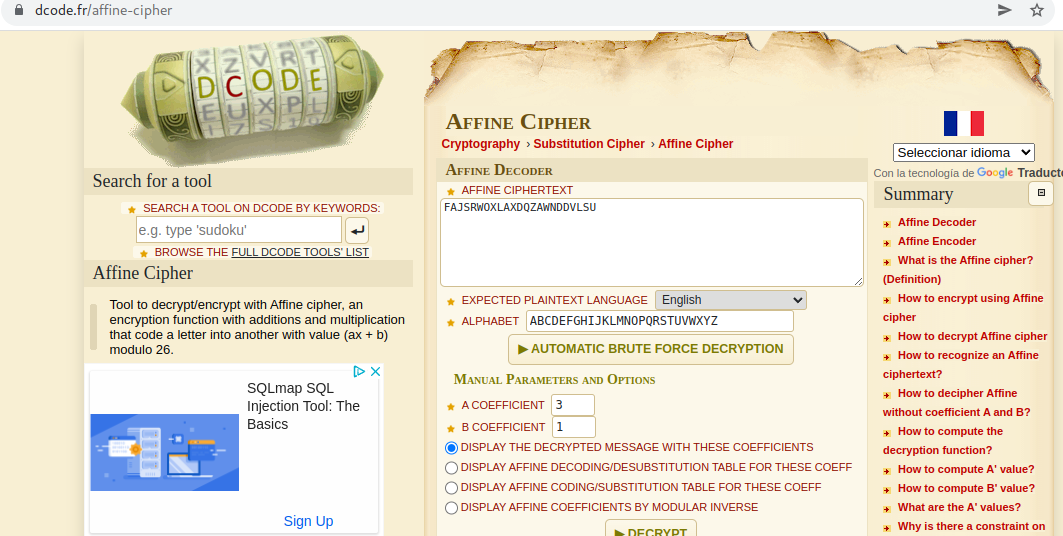 dcode.fr/affine-cipher
X Z V R T
D C O D E
E U X P L
Search for a tool
SEARCH A TOOL ON DCODE BY KEYWORDS:
e.g. type 'sudoku'
BROWSE THE FULL DCODE TOOLS' LIST
Affine Cipher
Tool to decrypt/encrypt with Affine cipher, an
encryption function with additions and multiplication
that code a letter into another with value (ax + b)
modulo 26.
SQLmap SQL
Injection Tool: The
Basics
Sign Up
AFFINE CIPHER
Cryptography › Substitution Cipher › Affine Cipher
AFFINE DECODER
AFFINE CIPHERTEXT
FAJSRWOXLAXDQZAWNDDVLSU
EXPECTED PLAINTEXT LANGUAGE English
ALPHABET ABCDEFGHIJKLMNOPQRSTUVWXYZ
▶ AUTOMATIC BRUTE FORCE DECRYPTION
MANUAL PARAMETERS AND OPTIONS
A COEFFICIENT 3
B COEFFICIENT 1
DISPLAY THE DECRYPTED MESSAGE WITH THESE COEFFICIENTS
DISPLAY AFFINE DECODING/DESUBSTITUTION TABLE FOR THESE COEFF
DISPLAY AFFINE CODING/SUBSTITUTION TABLE FOR THESE COEFF
DISPLAY AFFINE COEFFICIENTS BY MODULAR INVERSE
▶ DECRYPT
Seleccionar idioma
Con la tecnología de Google Traducto
Summary
Affine Decoder
Affine Encoder
What is the Affine cipher?
(Definition)
How to encrypt using Affine
cipher
How to decrypt Affine cipher
How to recognize an Affine
ciphertext?
How to decipher Affine
without coefficient A and B?
How to compute the
decryption function?
How to compute A' value?
How to compute B' value?
What are the A' values?
Why is there a constraint on